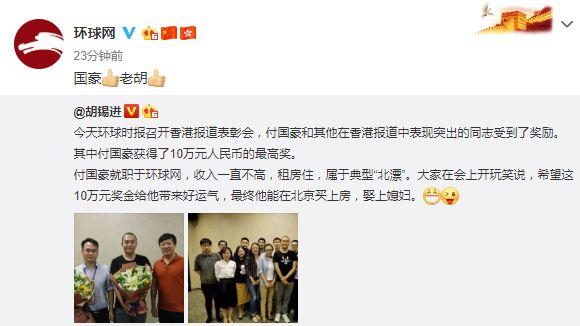 环球网
23分钟前
国豪老胡
@胡锡进
今天环球时报召开香港报道表彰会，付国豪和其他在香港报道中表现突出的同志受到了奖励。
其中付国豪获得了10万元人民币的最高奖。
付国豪就职于环球网，收入一直不高，租房住，属于典型“北漂”。大家在会上开玩笑说，希望这
10万元奖金给他带来好运气，最终他能在北京买上房，娶上媳妇。